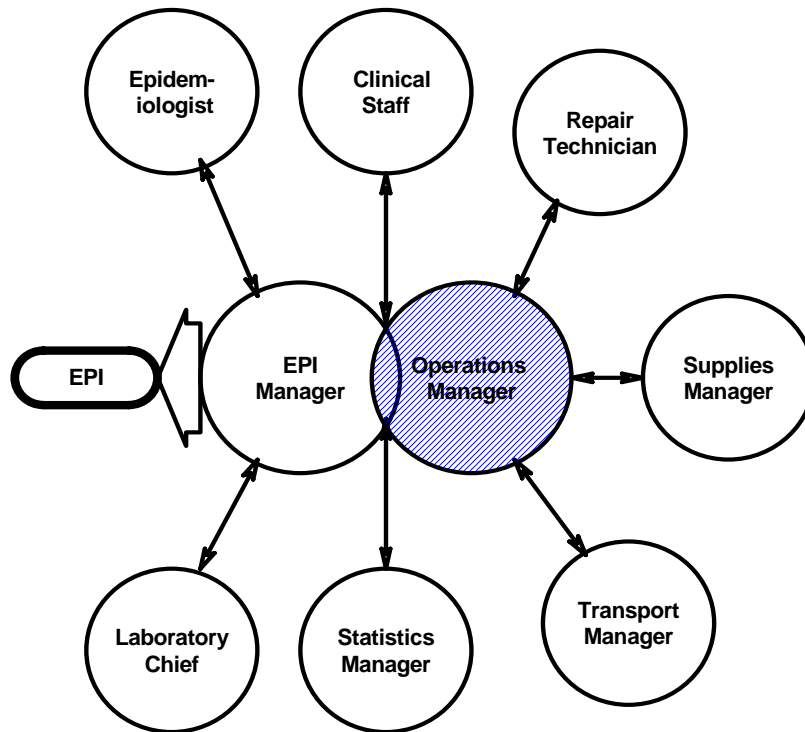 Epidem-
iologist
Clinical
Staff
Repair
Technician
EPI
EPI
Manager
Operations
Manager
Supplies
Manager
Laboratory
Chief
Statistics
Manager
Transport
Manager